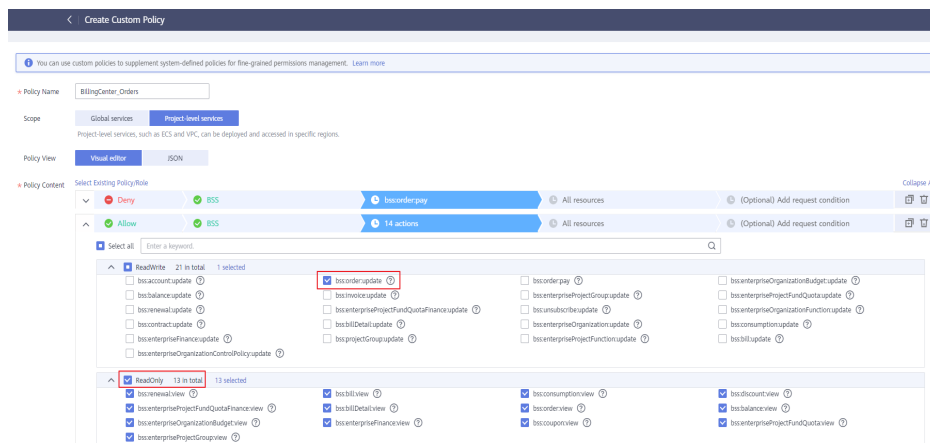 Create Custom Policy
You can use custom policies to supplement system-defined policies for fine-grained permissions management. Learn more
* Policy Name BillingCenter_Orders
Scope Global services Project-level services
Project-level services, such as ECS and VPC, can be deployed and accessed in specific regions.
Policy View Visual editor JSON
* Policy Content Select Existing Policy/Role Collapse A
Deny BSS bss:order:pay All resources (Optional) Add request condition
Allow BSS 14 actions All resources (Optional) Add request condition
Select all Enter a keyword.
ReadWrite 21 in total 1 selected
bss:account:update bss:order:update bss:order:pay bss:enterpriseOrganizationBudget:update
bss:balance:update bss:invoice:update bss:enterpriseProjectGroup:update bss:enterpriseProjectFundQuota:update
bss:renewal:update bss:enterpriseProjectFundQuotaFinance:update bss:unsubscribe:update bss:enterpriseOrganizationFunction:update
bss:contract:update bss:billDetail:update bss:enterpriseOrganization:update bss:consumption:update
bss:enterpriseFinance:update bss:projectGroup:update bss:enterpriseProjectFunction:update bss:bill:update
bss:enterpriseOrganizationControlPolicy:update
ReadOnly 13 in total 13 selected
bss:renewal:view bss:bill:view bss:consumption:view bss:discount:view
bss:enterpriseProjectFundQuotaFinance:view bss:billDetail:view bss:order:view bss:balance:view
bss:enterpriseOrganizationBudget:view bss:enterpriseFinance:view bss:coupon:view bss:enterpriseProjectFundQuota:view
bss:enterpriseProjectGroup:view